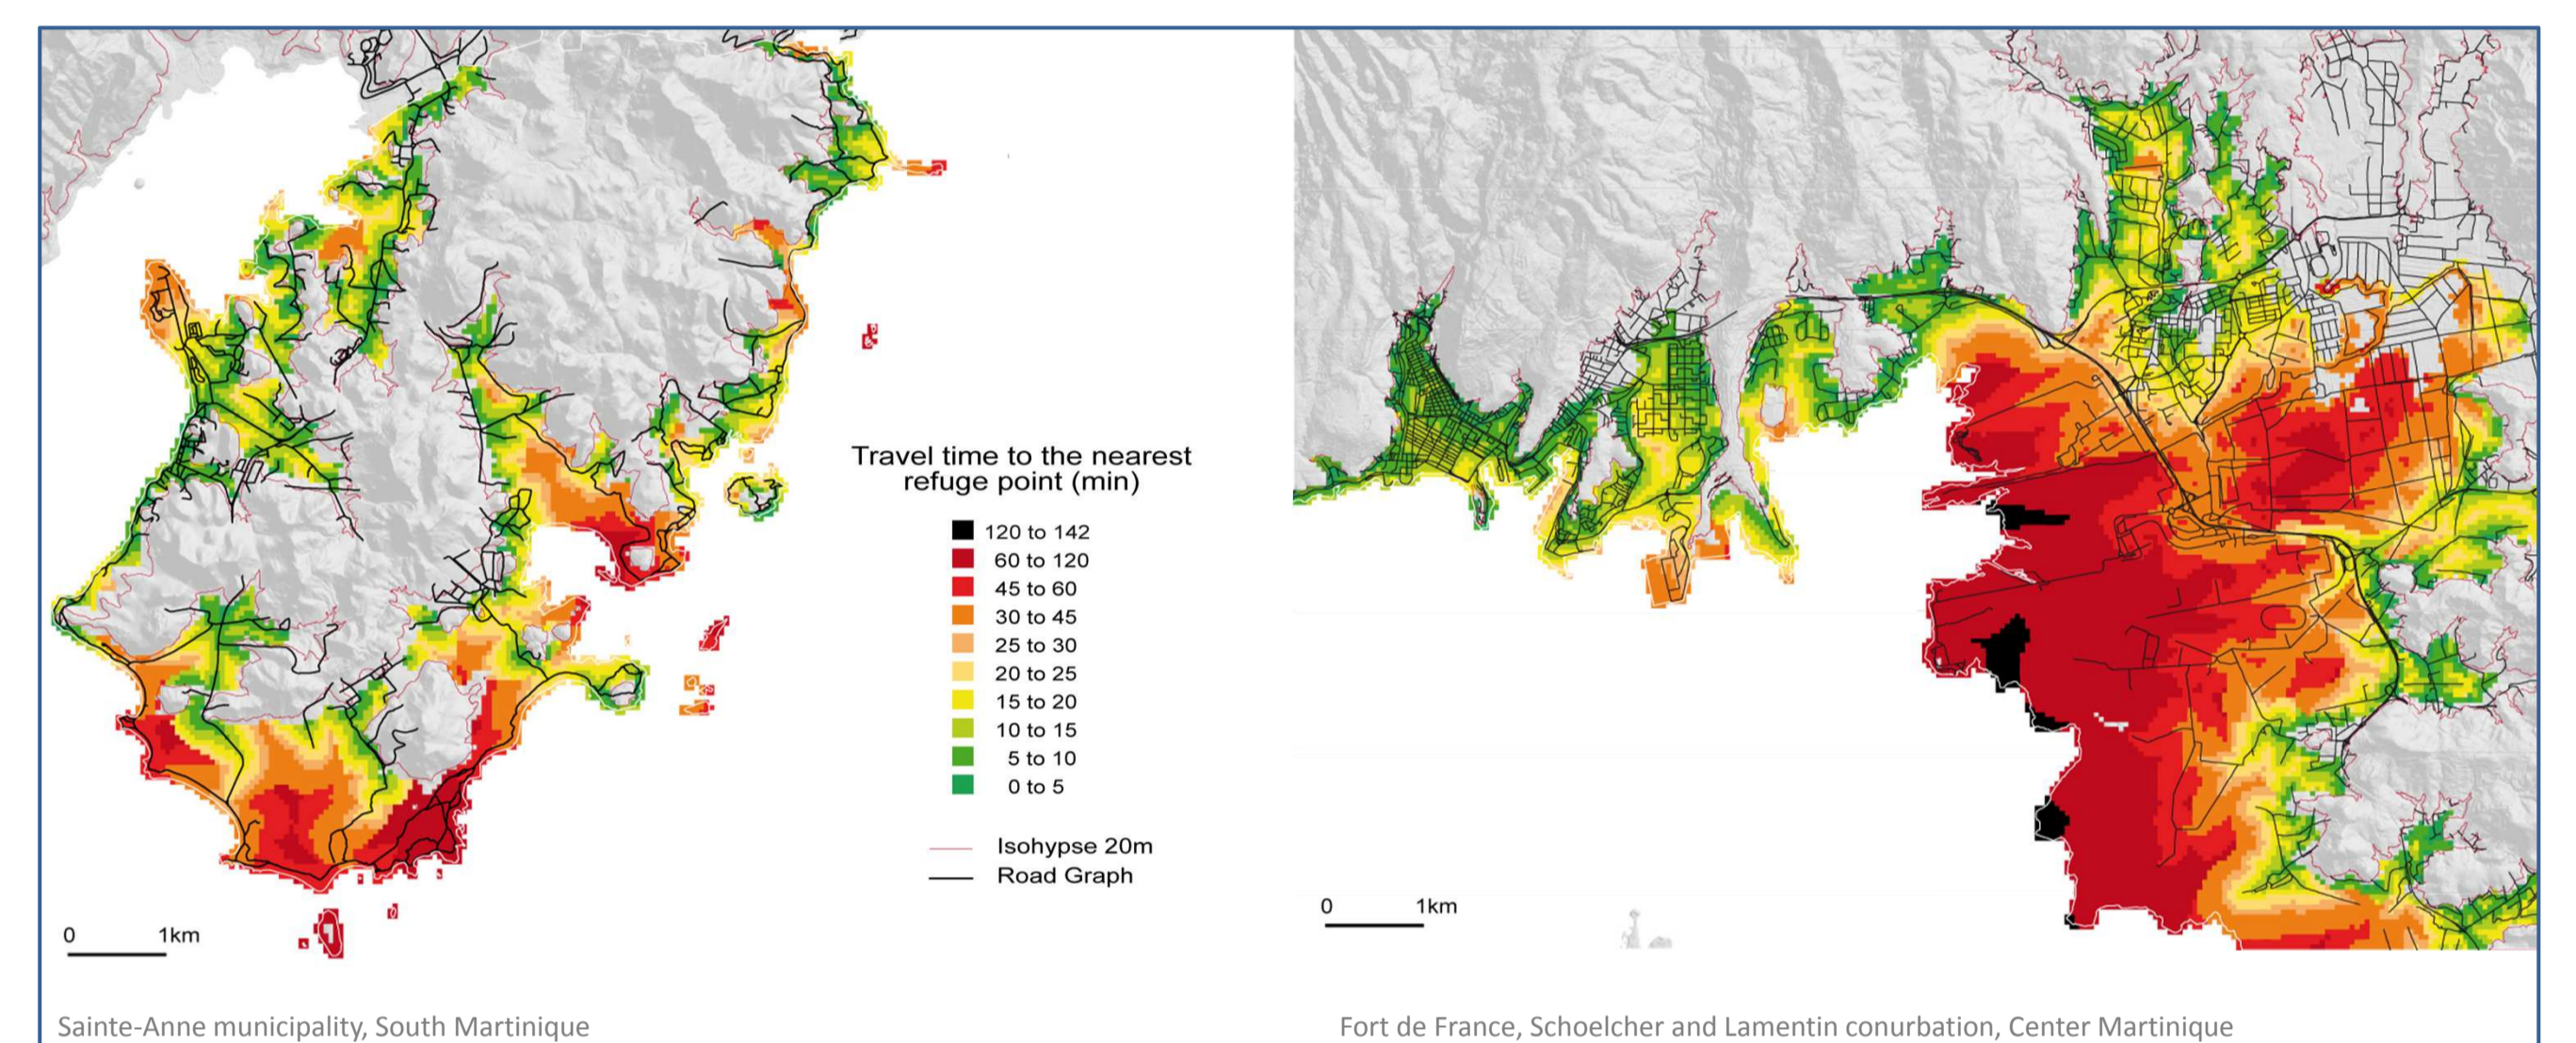 Travel time to the nearest
refuge point (min)
120 to 142
60 to 120
45 to 60
30 to 45
25 to 30
20 to 25
15 to 20
10 to 15
5 to 10
0 to 5
Isohypse 20m
Road Graph
0 1km
0 1km
Sainte-Anne municipality, South Martinique
Fort de France, Schoelcher and Lamentin conurbation, Center Martinique